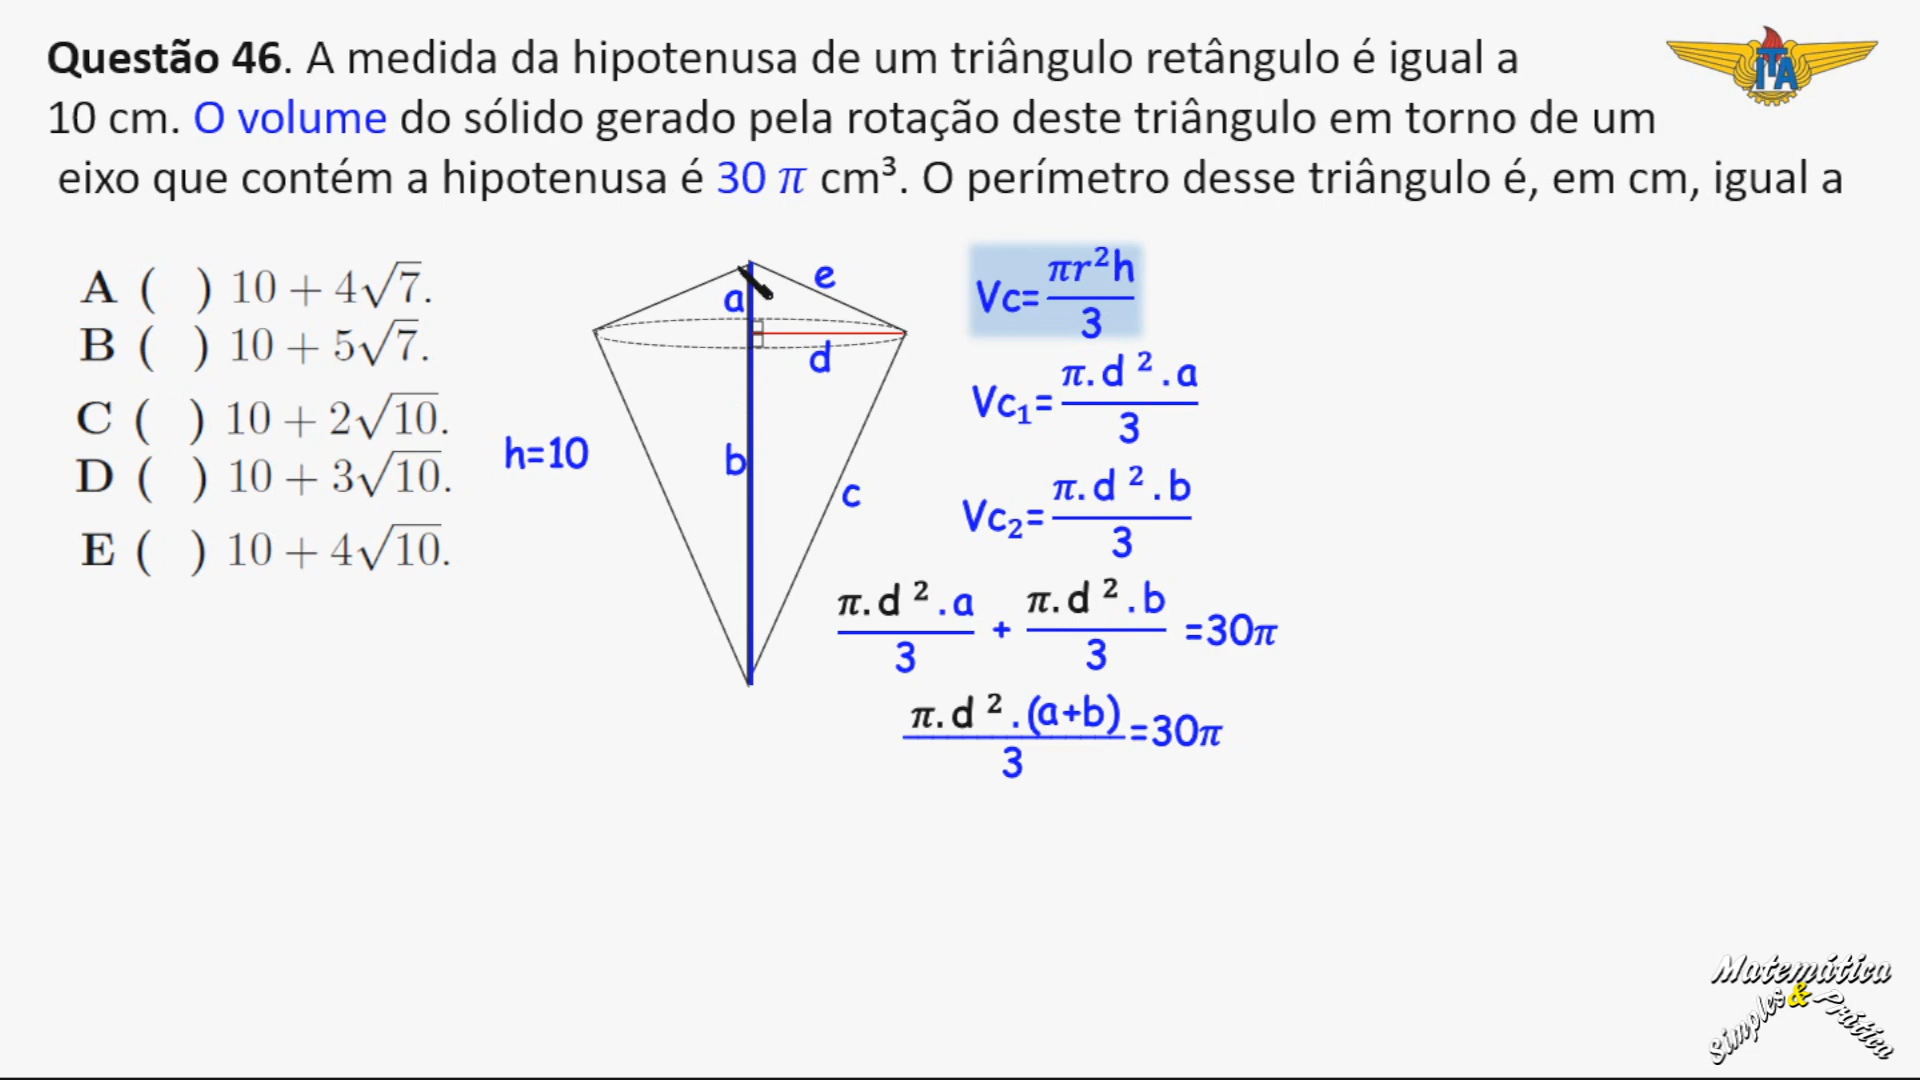 Questão 46. A medida da hipotenusa de um triângulo retângulo é igual a
10 cm. O volume do sólido gerado pela rotação deste triângulo em torno de um
eixo que contém a hipotenusa é 30 π cm³. O perímetro desse triângulo é, em cm, igual a
ITA
A ( ) 10 + 4√7.
B ( ) 10 + 5√7.
C ( ) 10 + 2√10.
D ( ) 10 + 3√10.
E ( ) 10 + 4√10.
h=10
a
e
d
b
c
Vc= πr²h / 3
Vc₁= π.d².a / 3
Vc₂= π.d².b / 3
π.d².a / 3 + π.d².b / 3 =30π
π.d².(a+b) / 3 =30π
Matemática
Simples & Prática